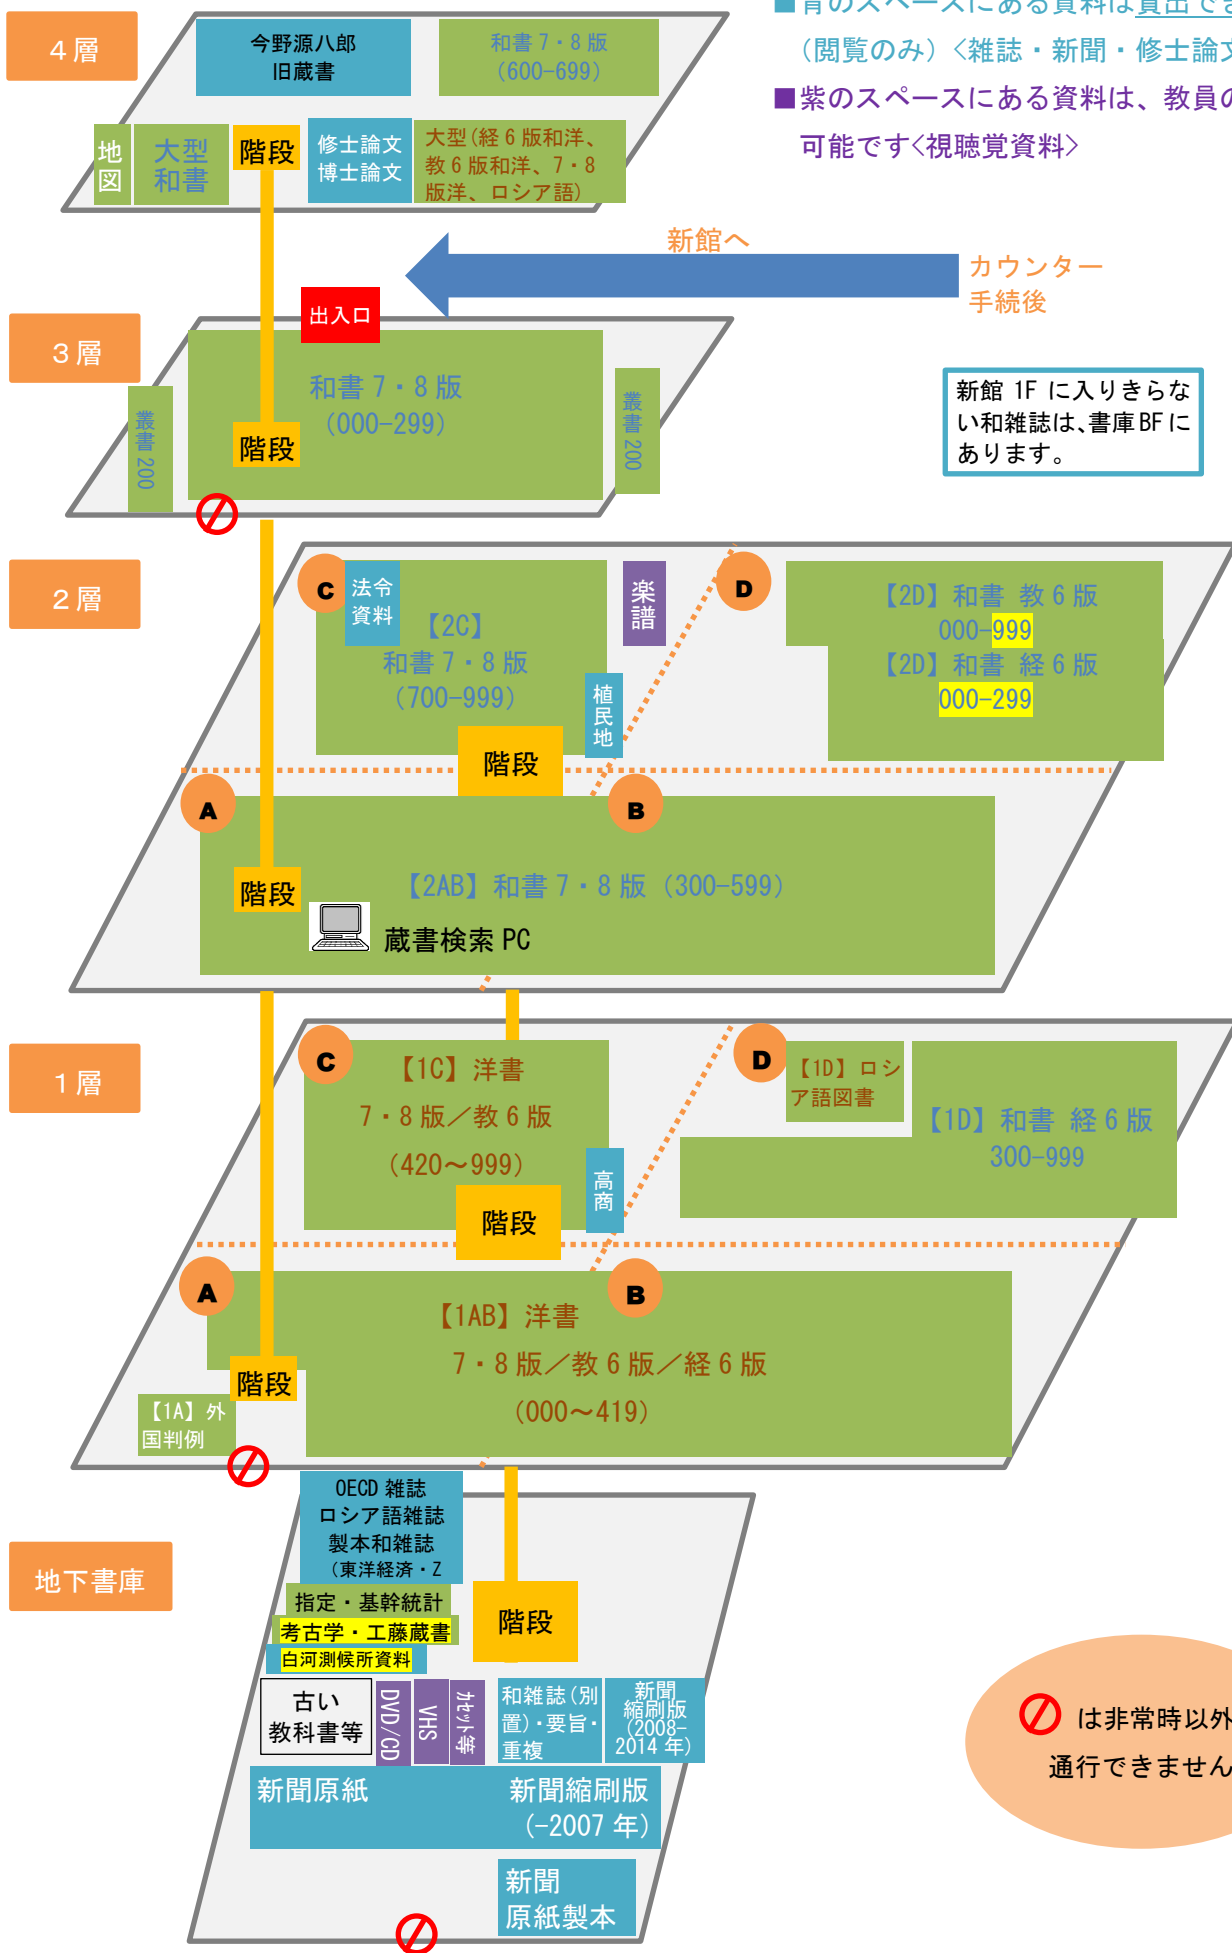 ■青のスペースにある資料は貸出でき
（閲覧のみ）<雑誌・新聞・修士論文
■紫のスペースにある資料は、教員の
可能です<視聴覚資料>
４層
今野源八郎
旧蔵書
和書 7・8 版
(600-699)
地図
大型
和書
階段
修士論文
博士論文
大型(経 6 版和洋、
教 6 版和洋、7・8
版洋、ロシア語)
新館へ
カウンター
手続後
出入口
３層
和書 7・8 版
(000-299)
叢書 200
叢書 200
階段
新館 1F に入りきらな
い和雑誌は、書庫 BF に
あります。
２層
C
法令
資料
【2C】
和書 7・8 版
(700-999)
楽譜
D
【2D】和書 教 6 版
000-999
【2D】和書 経 6 版
000-299
植民地
階段
A
B
【2AB】和書 7・8 版 (300-599)
階段
蔵書検索 PC
１層
C
【1C】洋書
7・8 版／教 6 版
(420～999)
D
【1D】ロシ
ア語図書
【1D】和書 経 6 版
300-999
高商
階段
A
B
【1AB】洋書
7・8 版／教 6 版／経 6 版
(000～419)
階段
【1A】外
国判例
地下書庫
OECD 雑誌
ロシア語雑誌
製本和雑誌
(東洋経済・Z
指定・基幹統計
考古学・工藤蔵書
白河測候所資料
階段
古い
教科書等
DVD/CD
VHS
ｶｾｯﾄ等
和雑誌(別
置)・要旨・
重複
新聞
縮刷版
(2008-
2014 年)
新聞原紙
新聞縮刷版
(-2007 年)
新聞
原紙製本
は非常時以外
通行できません